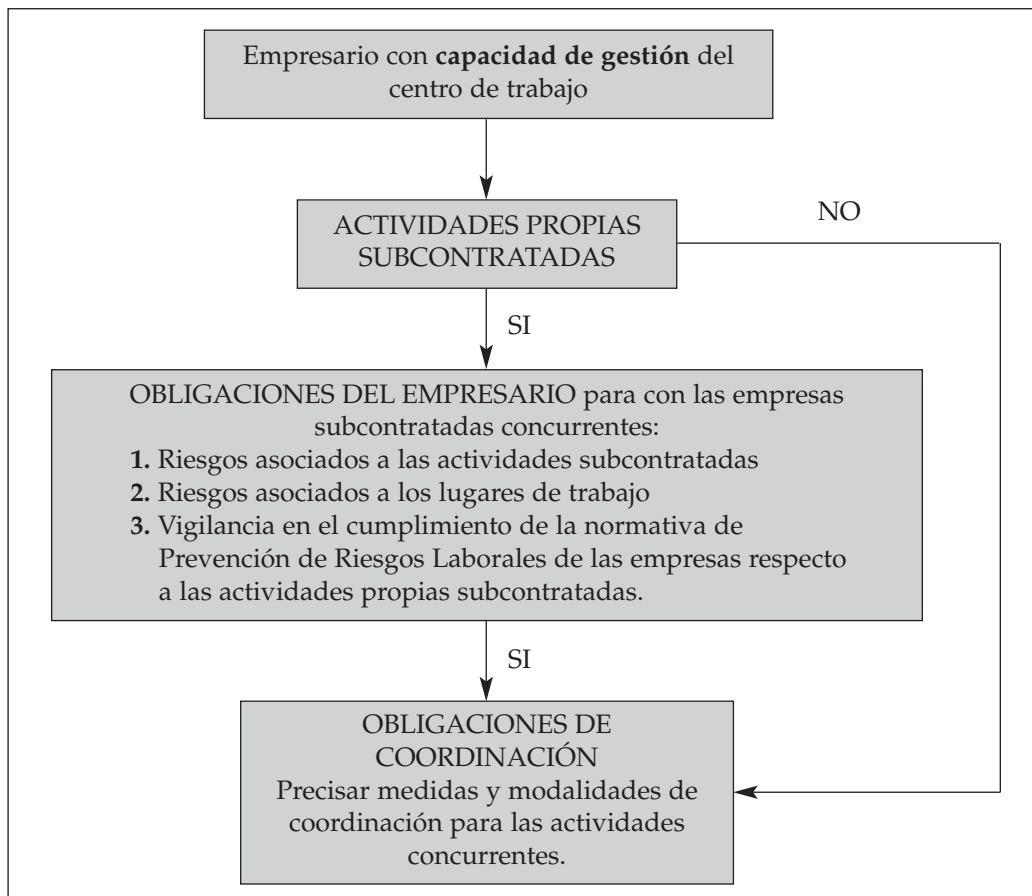 Empresario con capacidad de gestión del
centro de trabajo
ACTIVIDADES PROPIAS
SUBCONTRATADAS
NO
SI
OBLIGACIONES DEL EMPRESARIO para con las empresas
subcontratadas concurrentes:
1. Riesgos asociados a las actividades subcontratadas
2. Riesgos asociados a los lugares de trabajo
3. Vigilancia en el cumplimiento de la normativa de
Prevención de Riesgos Laborales de las empresas respecto
a las actividades propias subcontratadas.
SI
OBLIGACIONES DE
COORDINACIÓN
Precisar medidas y modalidades de
coordinación para las actividades
concurrentes.